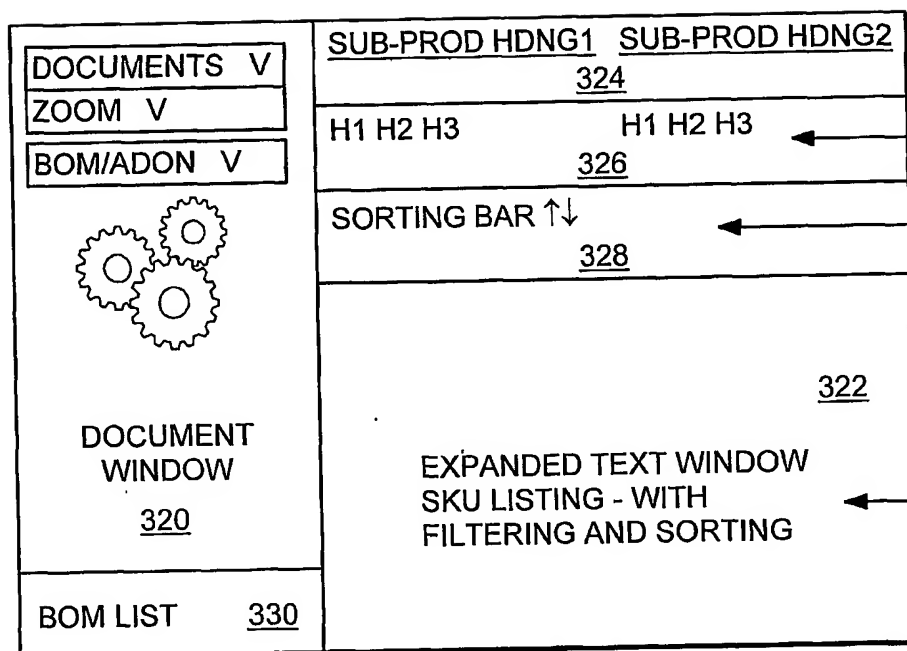 DOCUMENTS V
ZOOM V
BOM/ADON V
DOCUMENT
WINDOW
320
BOM LIST 330
SUB-PROD HDNG1 SUB-PROD HDNG2
324
H1 H2 H3 H1 H2 H3
326
SORTING BAR ↑↓
328
322
EXPANDED TEXT WINDOW
SKU LISTING - WITH
FILTERING AND SORTING